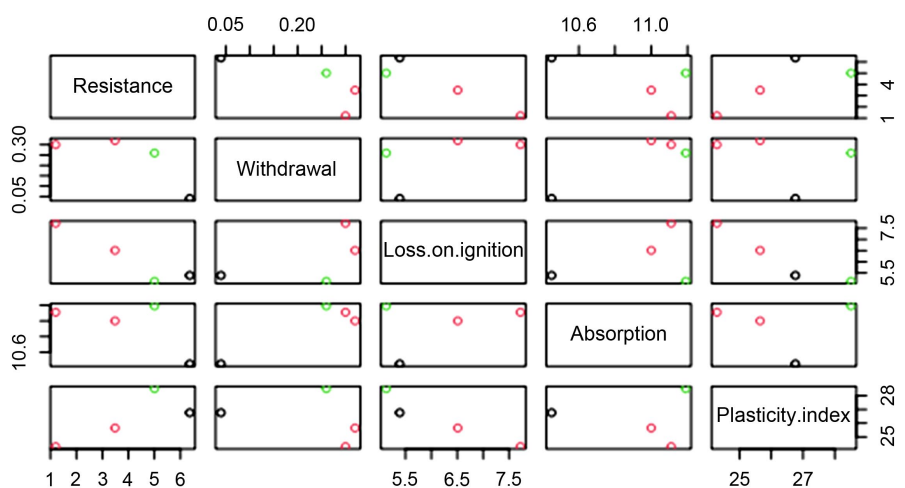 0.05 0.20 10.6 11.0
Resistance
1 4
0.05 0.30
Withdrawal
Loss.on.ignition
5.5 7.5
10.6
Absorption
Plasticity.index
25 28
1 2 3 4 5 6 5.5 6.5 7.5 25 27